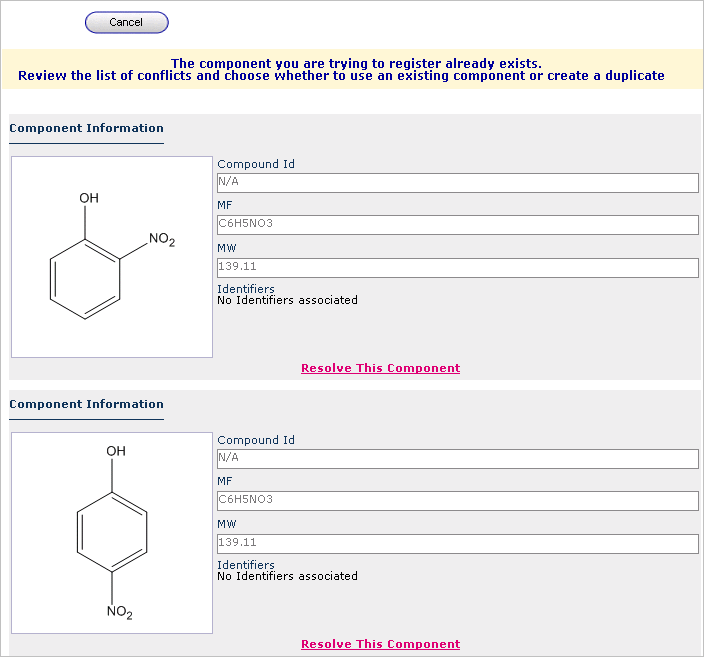 Cancel
The component you are trying to register already exists.
Review the list of conflicts and choose whether to use an existing component or create a duplicate
Component Information
OH
NO2
Compound Id
N/A
MF
C6H5NO3
MW
139.11
Identifiers
No Identifiers associated
Resolve This Component
Component Information
OH
NO2
Compound Id
N/A
MF
C6H5NO3
MW
139.11
Identifiers
No Identifiers associated
Resolve This Component